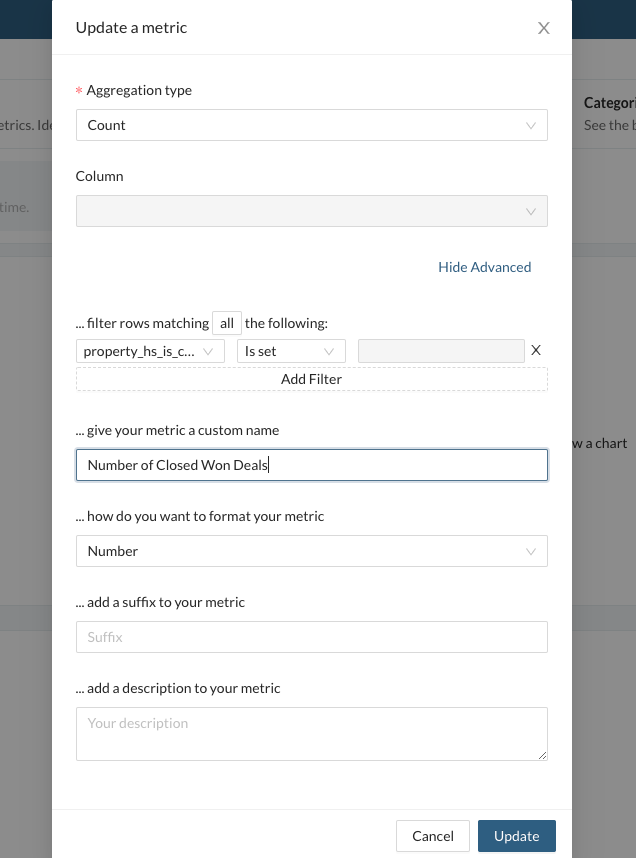 Update a metric
X
* Aggregation type
Count
Column
Hide Advanced
... filter rows matching all the following:
property_hs_is_c... Is set X
Add Filter
... give your metric a custom name
Number of Closed Won Deals
... how do you want to format your metric
Number
... add a suffix to your metric
Suffix
... add a description to your metric
Your description
Cancel Update
etrics. Ide
time.
Categori
See the b
w a chart